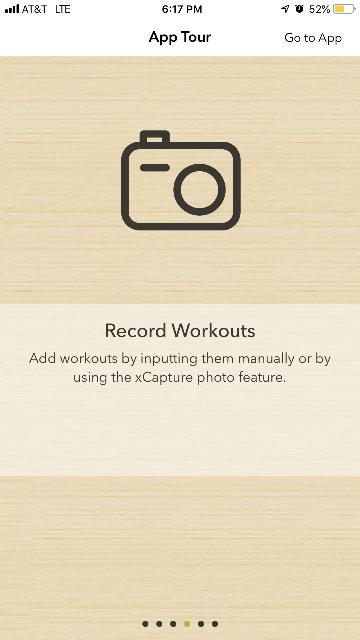 AT&T LTE 6:17 PM 52%
App Tour Go to App
Record Workouts
Add workouts by inputting them manually or by
using the xCapture photo feature.